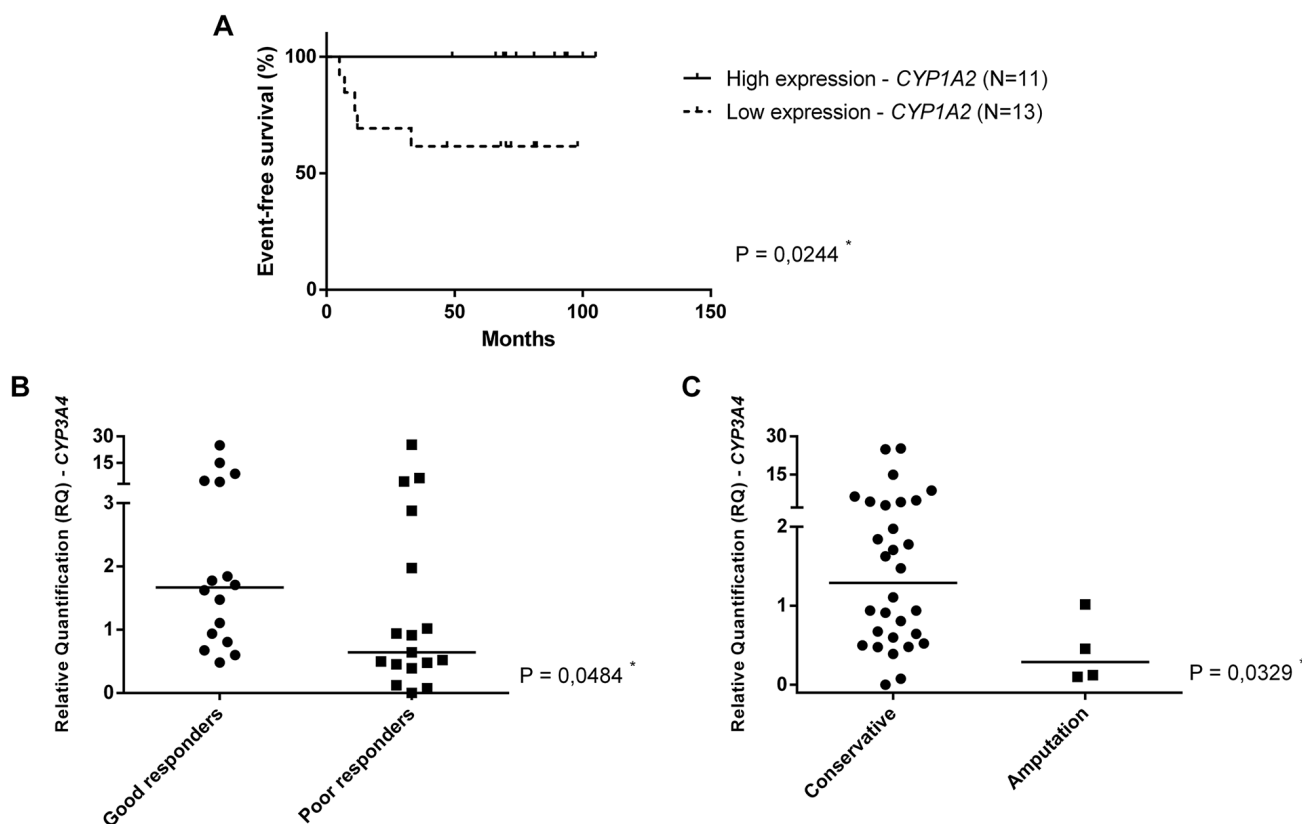 A
Event-free survival (%)
100
50
0
0 50 100 150
Months
High expression - CYP1A2 (N=11)
Low expression - CYP1A2 (N=13)
P = 0,0244 *
B
Relative Quantification (RQ) - CYP3A4
30
15
3
2
1
0
Good responders
Poor responders
P = 0,0484 *
C
Relative Quantification (RQ) - CYP3A4
30
15
2
1
0
Conservative
Amputation
P = 0,0329 *